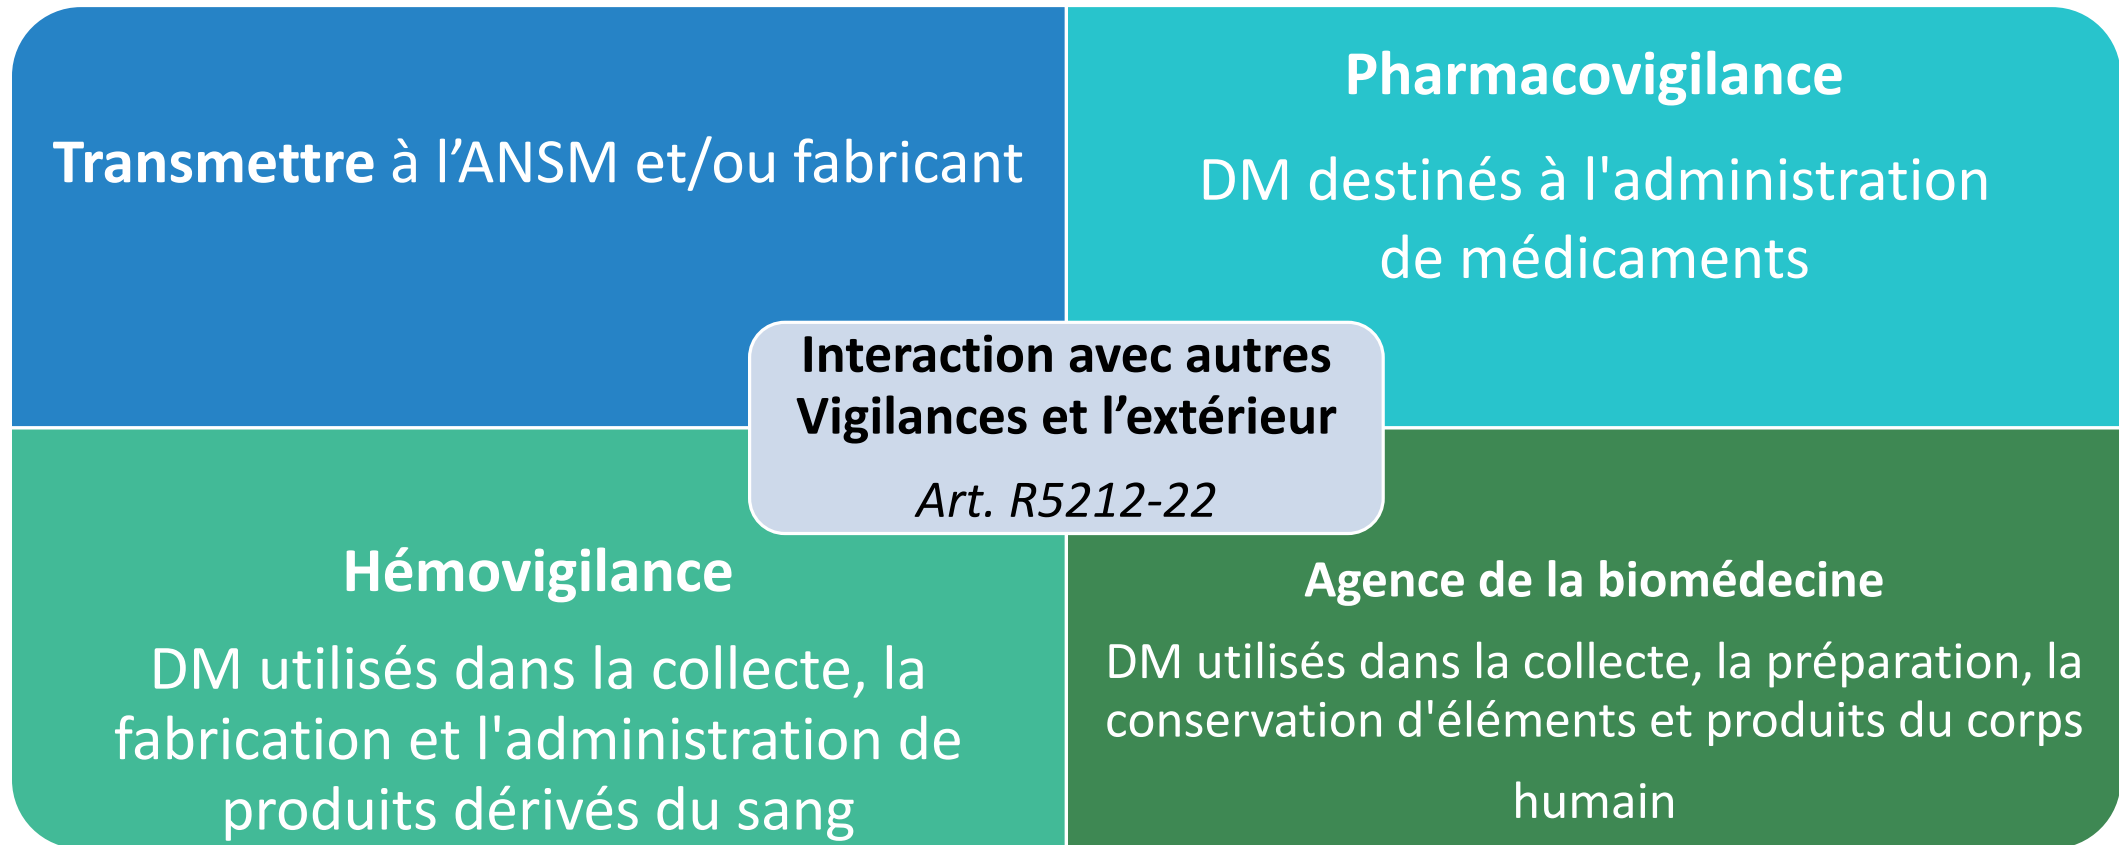 Transmettre à l’ANSM et/ou fabricant
Pharmacovigilance
DM destinés à l'administration
de médicaments
Interaction avec autres
Vigilances et l’extérieur
Art. R5212-22
Hémovigilance
DM utilisés dans la collecte, la
fabrication et l'administration de
produits dérivés du sang
Agence de la biomédecine
DM utilisés dans la collecte, la préparation, la
conservation d'éléments et produits du corps
humain